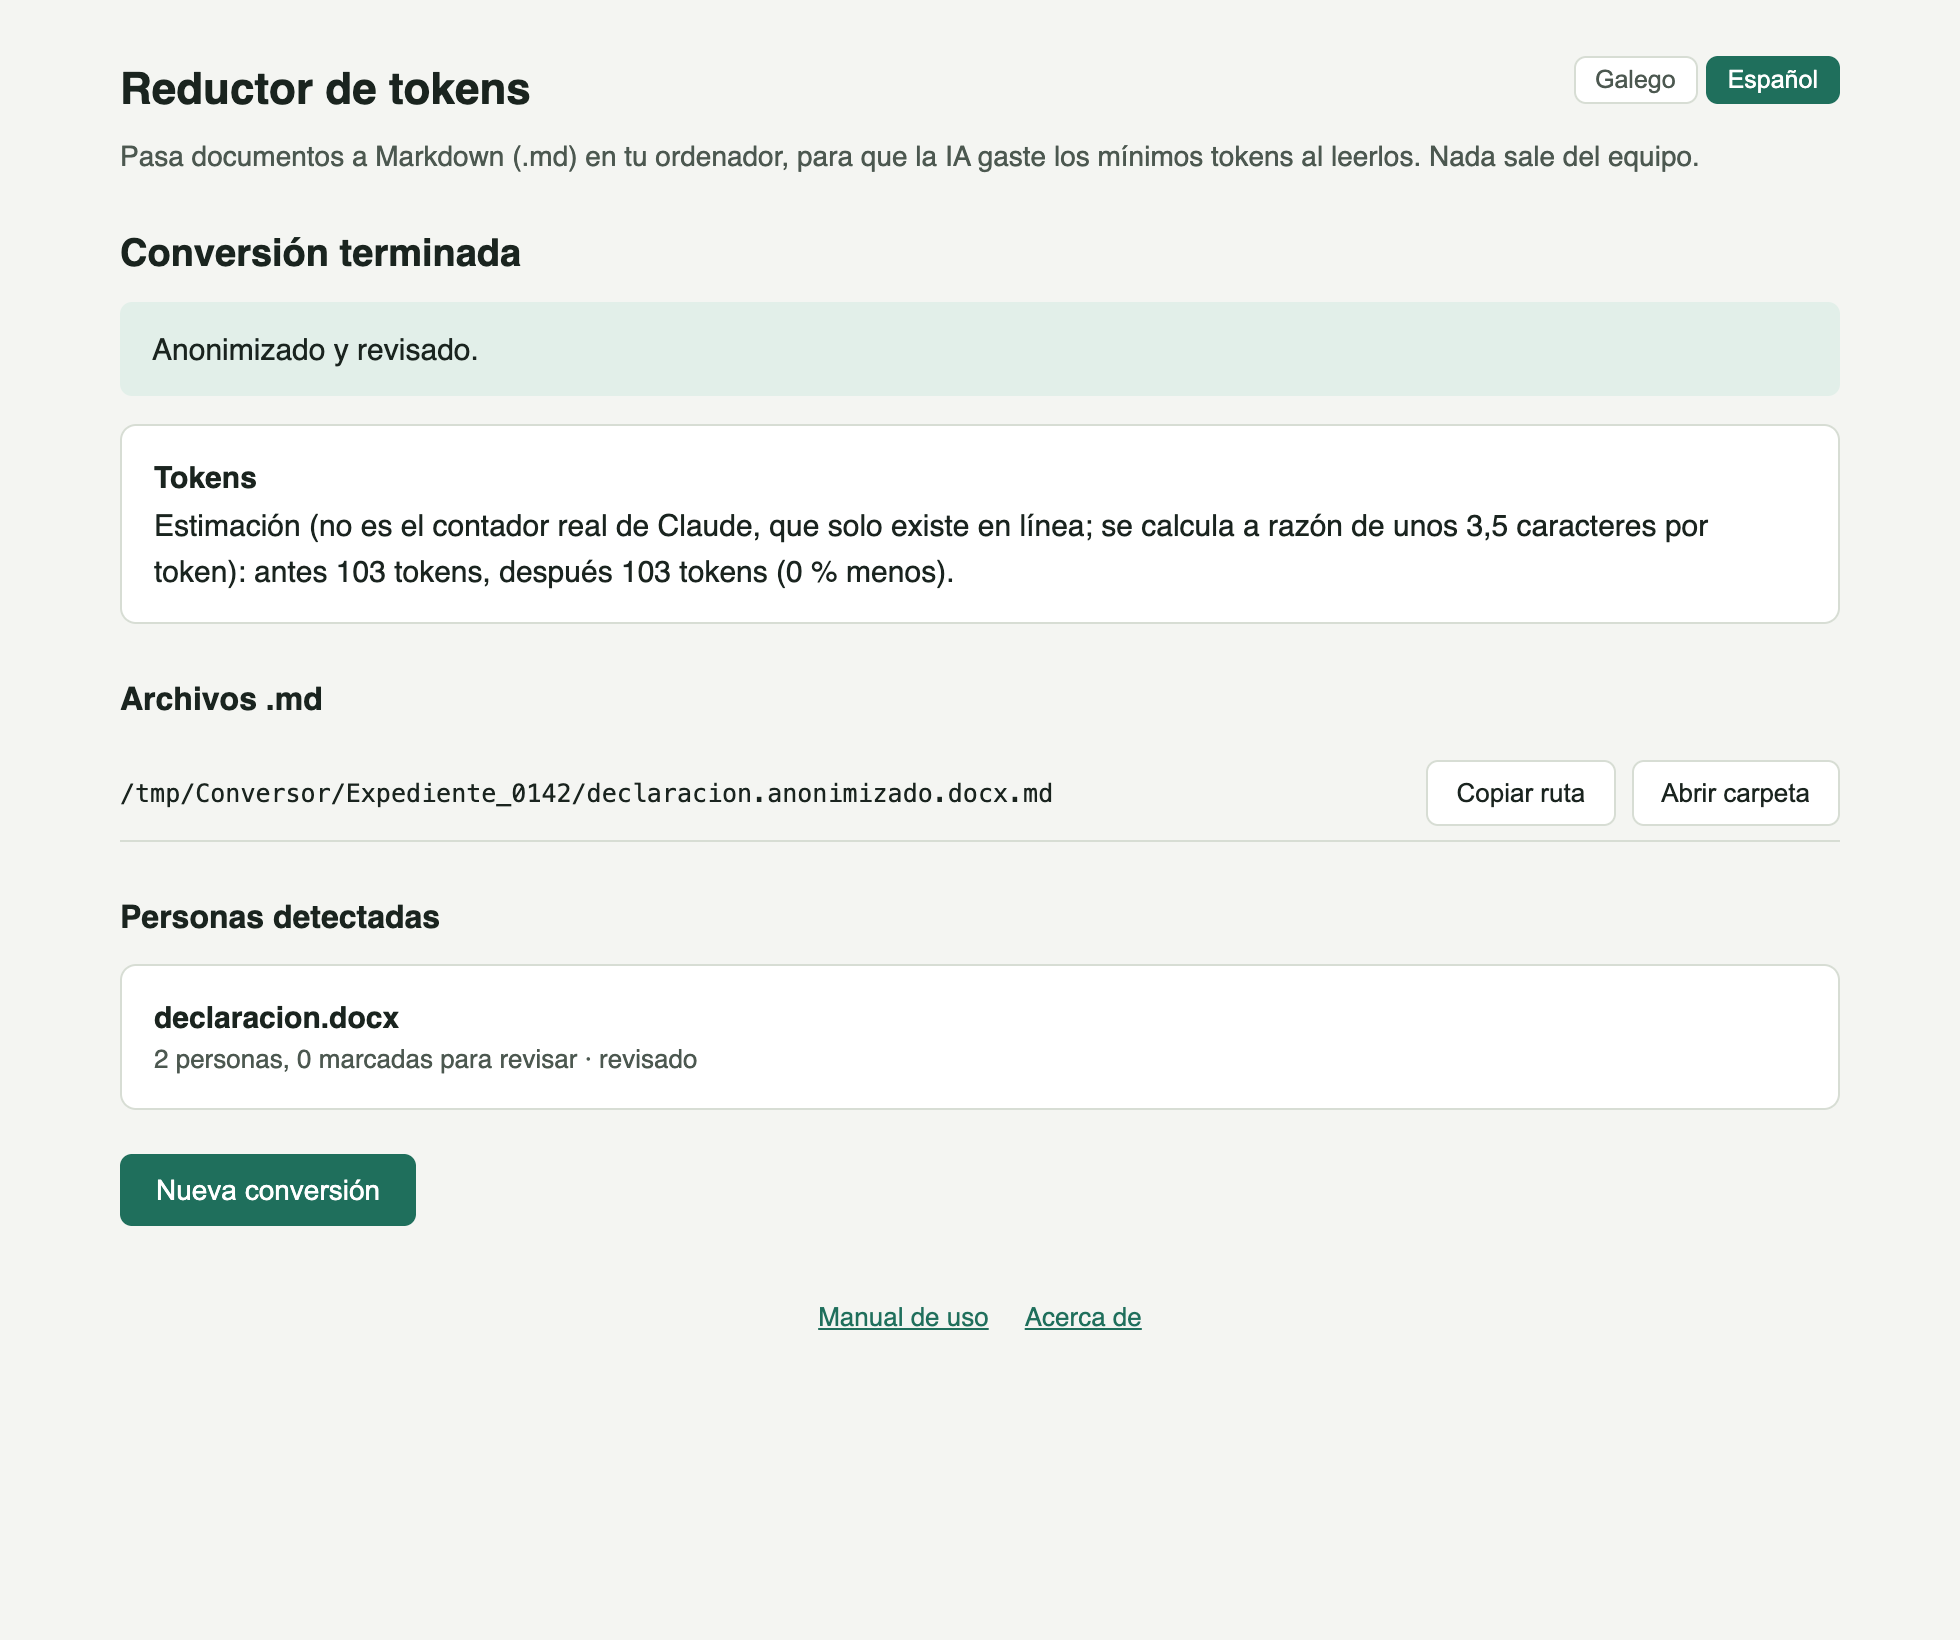 Reductor de tokens
Galego
Español
Pasa documentos a Markdown (.md) en tu ordenador, para que la IA gaste los mínimos tokens al leerlos. Nada sale del equipo.
Conversión terminada
Anonimizado y revisado.
Tokens
Estimación (no es el contador real de Claude, que solo existe en línea; se calcula a razón de unos 3,5 caracteres por
token): antes 103 tokens, después 103 tokens (0 % menos).
Archivos .md
/tmp/Conversor/Expediente_0142/declaracion.anonimizado.docx.md
Copiar ruta
Abrir carpeta
Personas detectadas
declaracion.docx
2 personas, 0 marcadas para revisar · revisado
Nueva conversión
Manual de uso
Acerca de